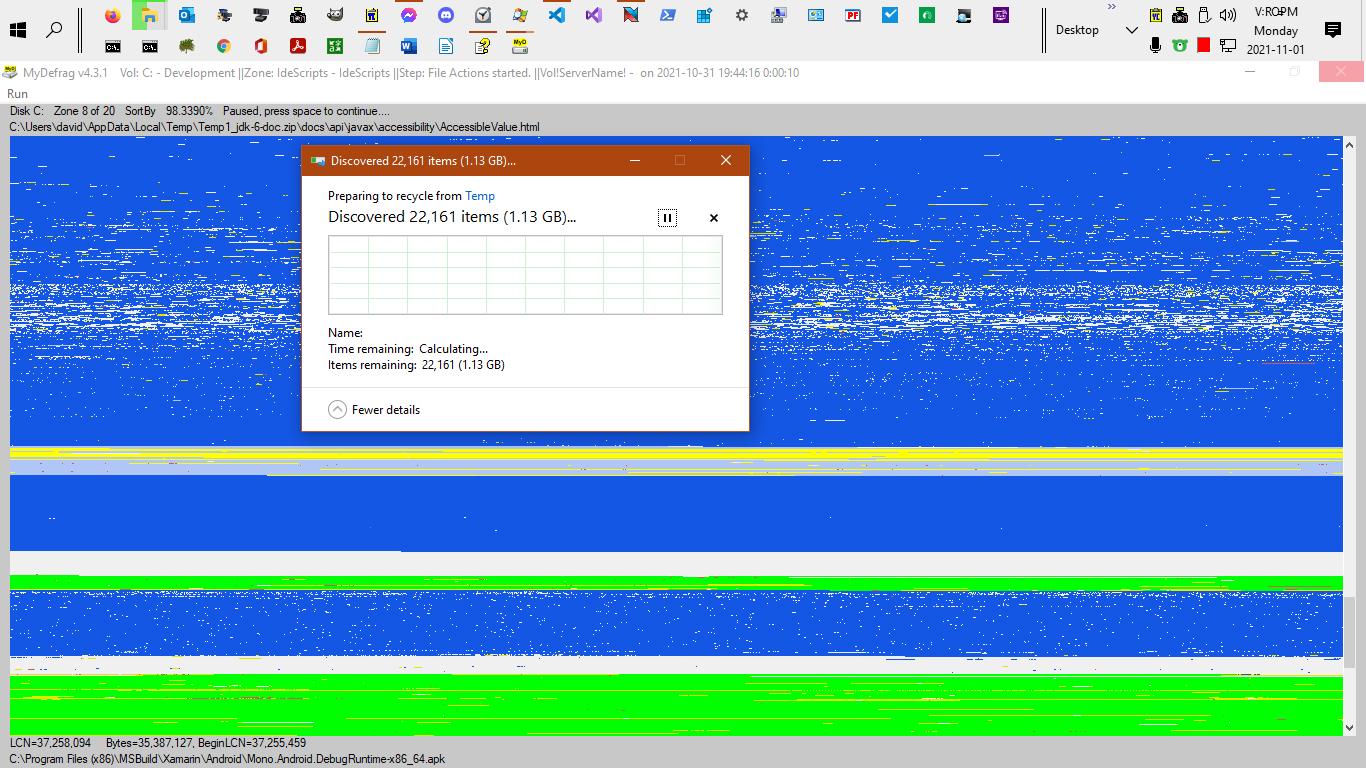 Desktop
V:RO-PM
Monday
2021-11-01
MyDefrag v4.3.1 Vol: C: - Development ||Zone: IdeScripts - IdeScripts ||Step: File Actions started. ||Vol!ServerName! - on 2021-10-31 19:44:16 0:00:10
Run
Disk C: Zone 8 of 20 SortBy 98.3390% Paused, press space to continue....
C:\Users\david\AppData\Local\Temp\Temp1_jdk-6-doc.zip\docs\api\javax\accessibility\AccessibleValue.html
Discovered 22,161 items (1.13 GB)...
Preparing to recycle from Temp
Discovered 22,161 items (1.13 GB)...
Name:
Time remaining: Calculating...
Items remaining: 22,161 (1.13 GB)
Fewer details
LCN=37,258,094 Bytes=35,387,127, BeginLCN=37,255,459
C:\Program Files (x86)\MSBuild\Xamarin\Android\Mono.Android.DebugRuntime-x86_64.apk